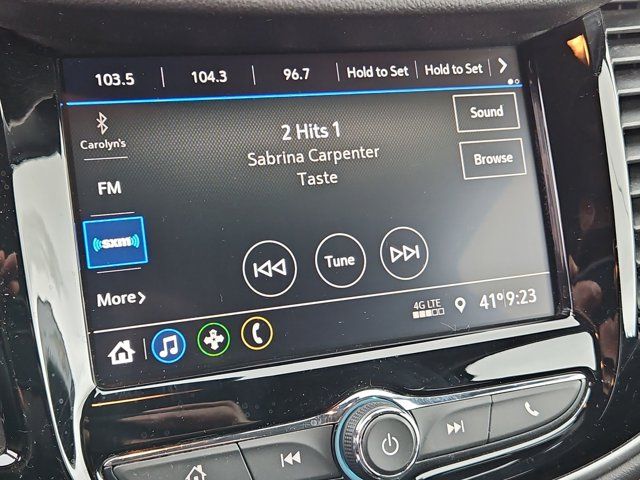 103.5 104.3 96.7 Hold to Set Hold to Set
Carolyn's
FM
sxm
More
2 Hits 1
Sabrina Carpenter
Taste
Sound
Browse
Tune
4G LTE
41° 9:23